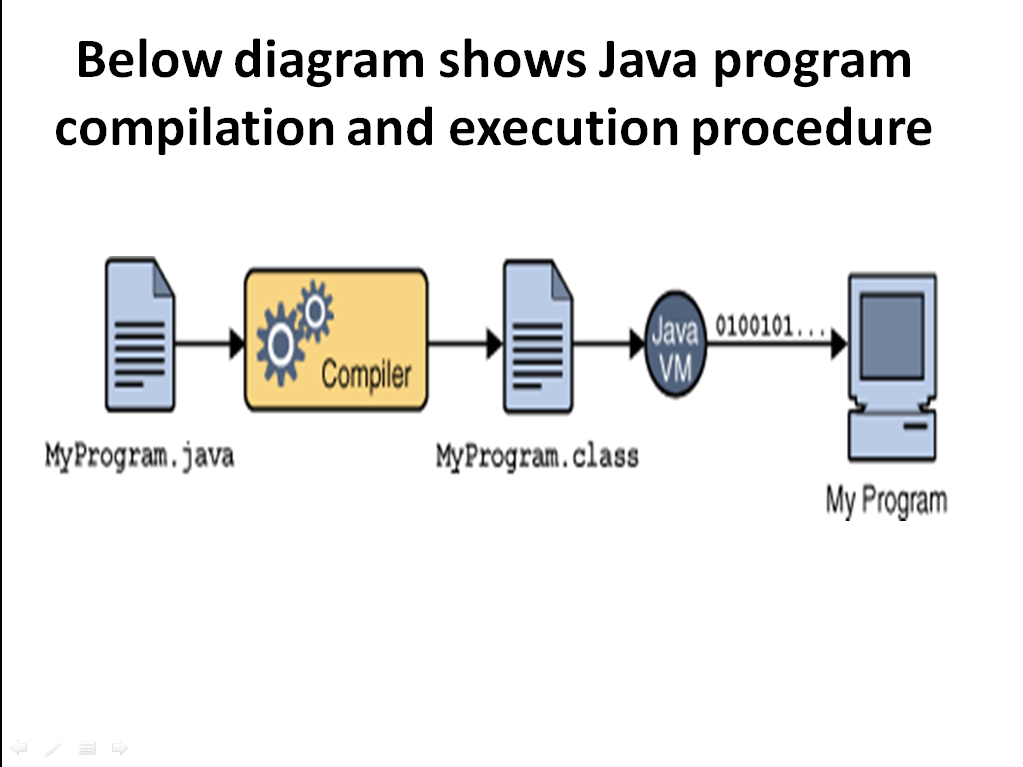 Below diagram shows Java program
compilation and execution procedure
Compiler
Java
VM
0100101...
MyProgram.java
MyProgram.class
My Program